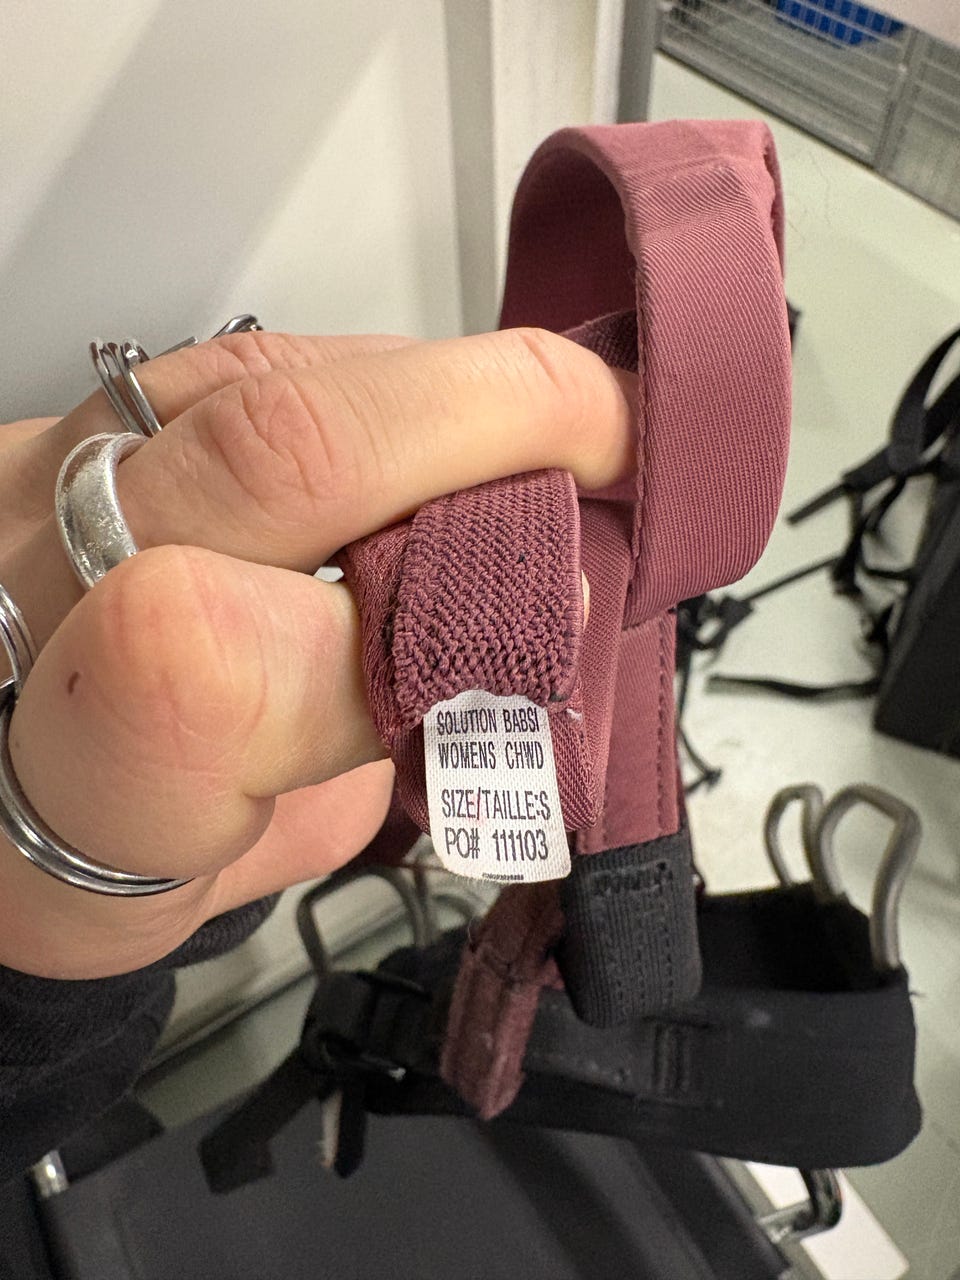 SOLUTION BABSI
WOMENS CHWD
SIZE/TAILLE:S
PO# 111103